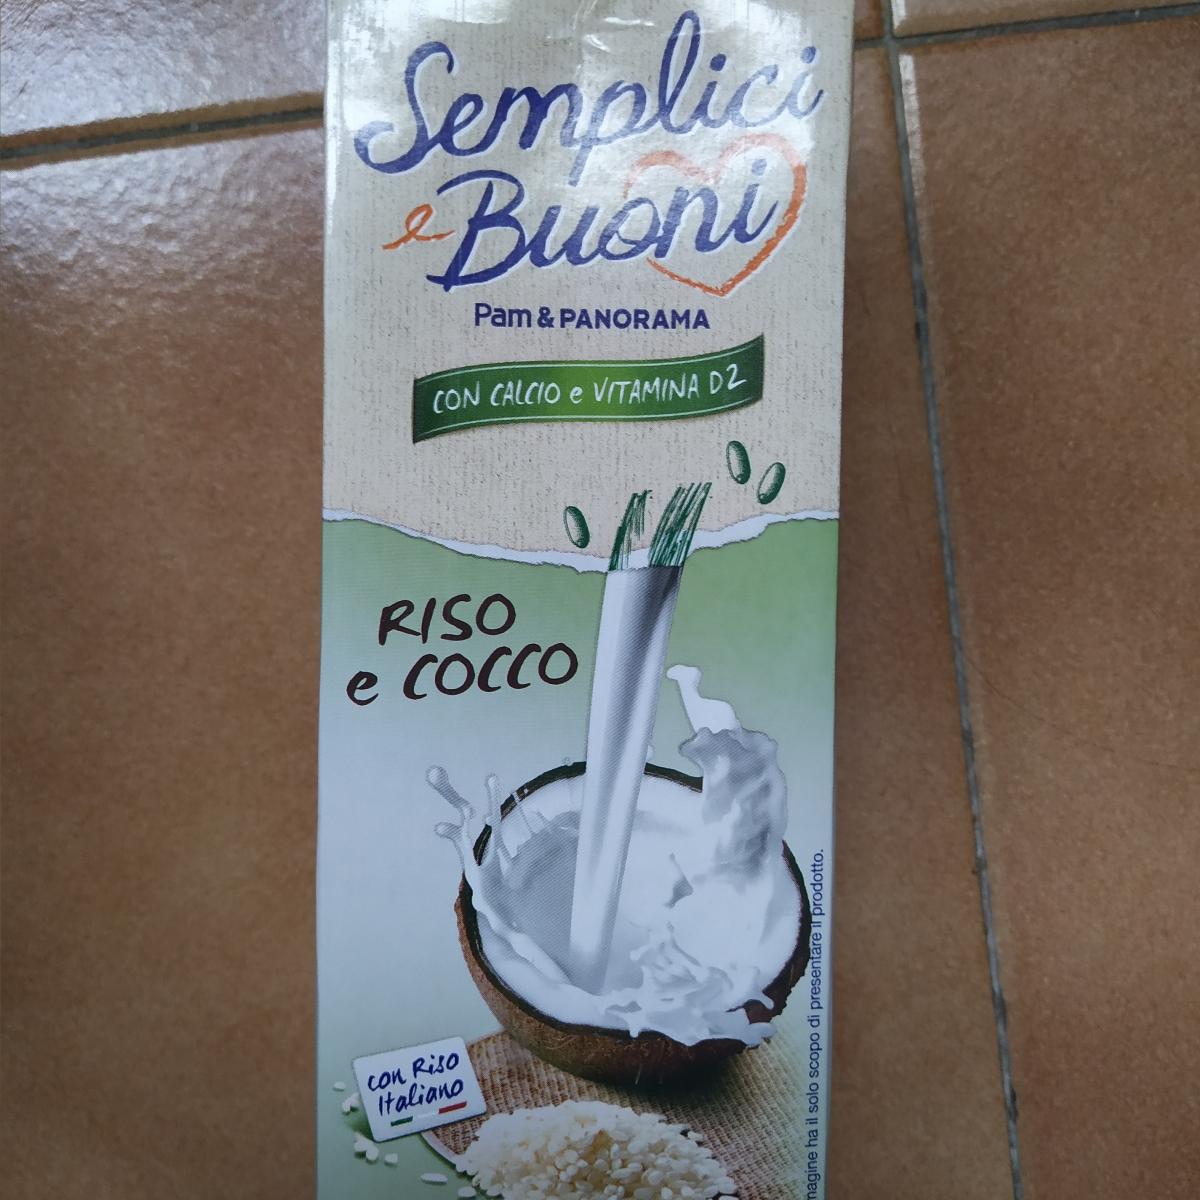 Semplici
e Buoni
Pam & PANORAMA
CON CALCIO e VITAMINA D2
RISO
e COCCO
con Riso
Italiano
ha il solo scopo di presentare il prodotto.